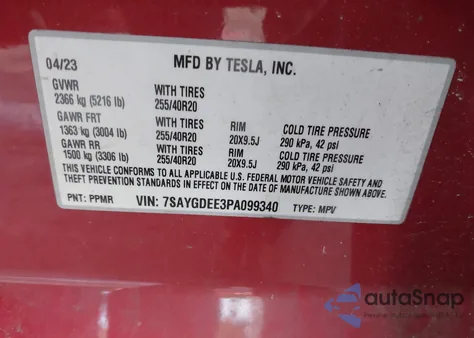 04/23 MFD BY TESLA, INC.
GVWR WITH TIRES
2366 kg (5216 lb) 255/40R20
GAWR FRT WITH TIRES RIM COLD TIRE PRESSURE
1363 kg (3004 lb) 255/40R20 20X9.5J 290 kPa, 42 psi
GAWR RR WITH TIRES RIM COLD TIRE PRESSURE
1500 kg (3306 lb) 255/40R20 20X9.5J 290 kPa, 42 psi
THIS VEHICLE CONFORMS TO ALL APPLICABLE U.S. FEDERAL MOTOR VEHICLE SAFETY AND
THEFT PREVENTION STANDARDS IN EFFECT ON THE DATE OF MANUFACTURE SHOWN ABOVE.
PNT: PPMR VIN: 7SAYGDEE3PA099340 TYPE: MPV
autoSnap